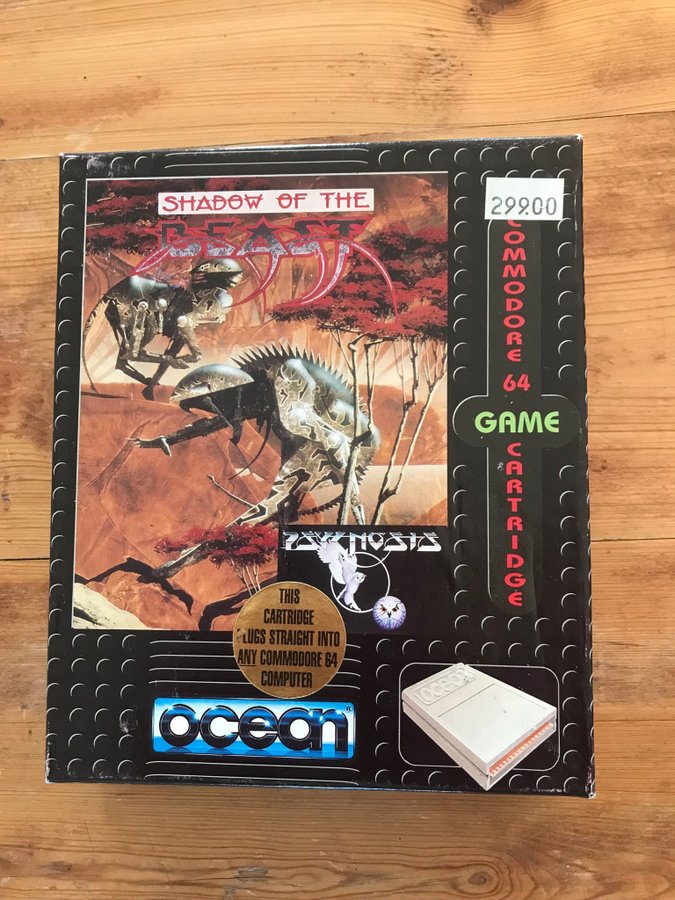 SHADOW OF THE
BEAST
299.00
COMMODORE 64
GAME
CARTRIDGE
PSYGNOSIS
THIS
CARTRIDGE
PLUGS STRAIGHT INTO
ANY COMMODORE 64
COMPUTER
ocean®
OCEAN